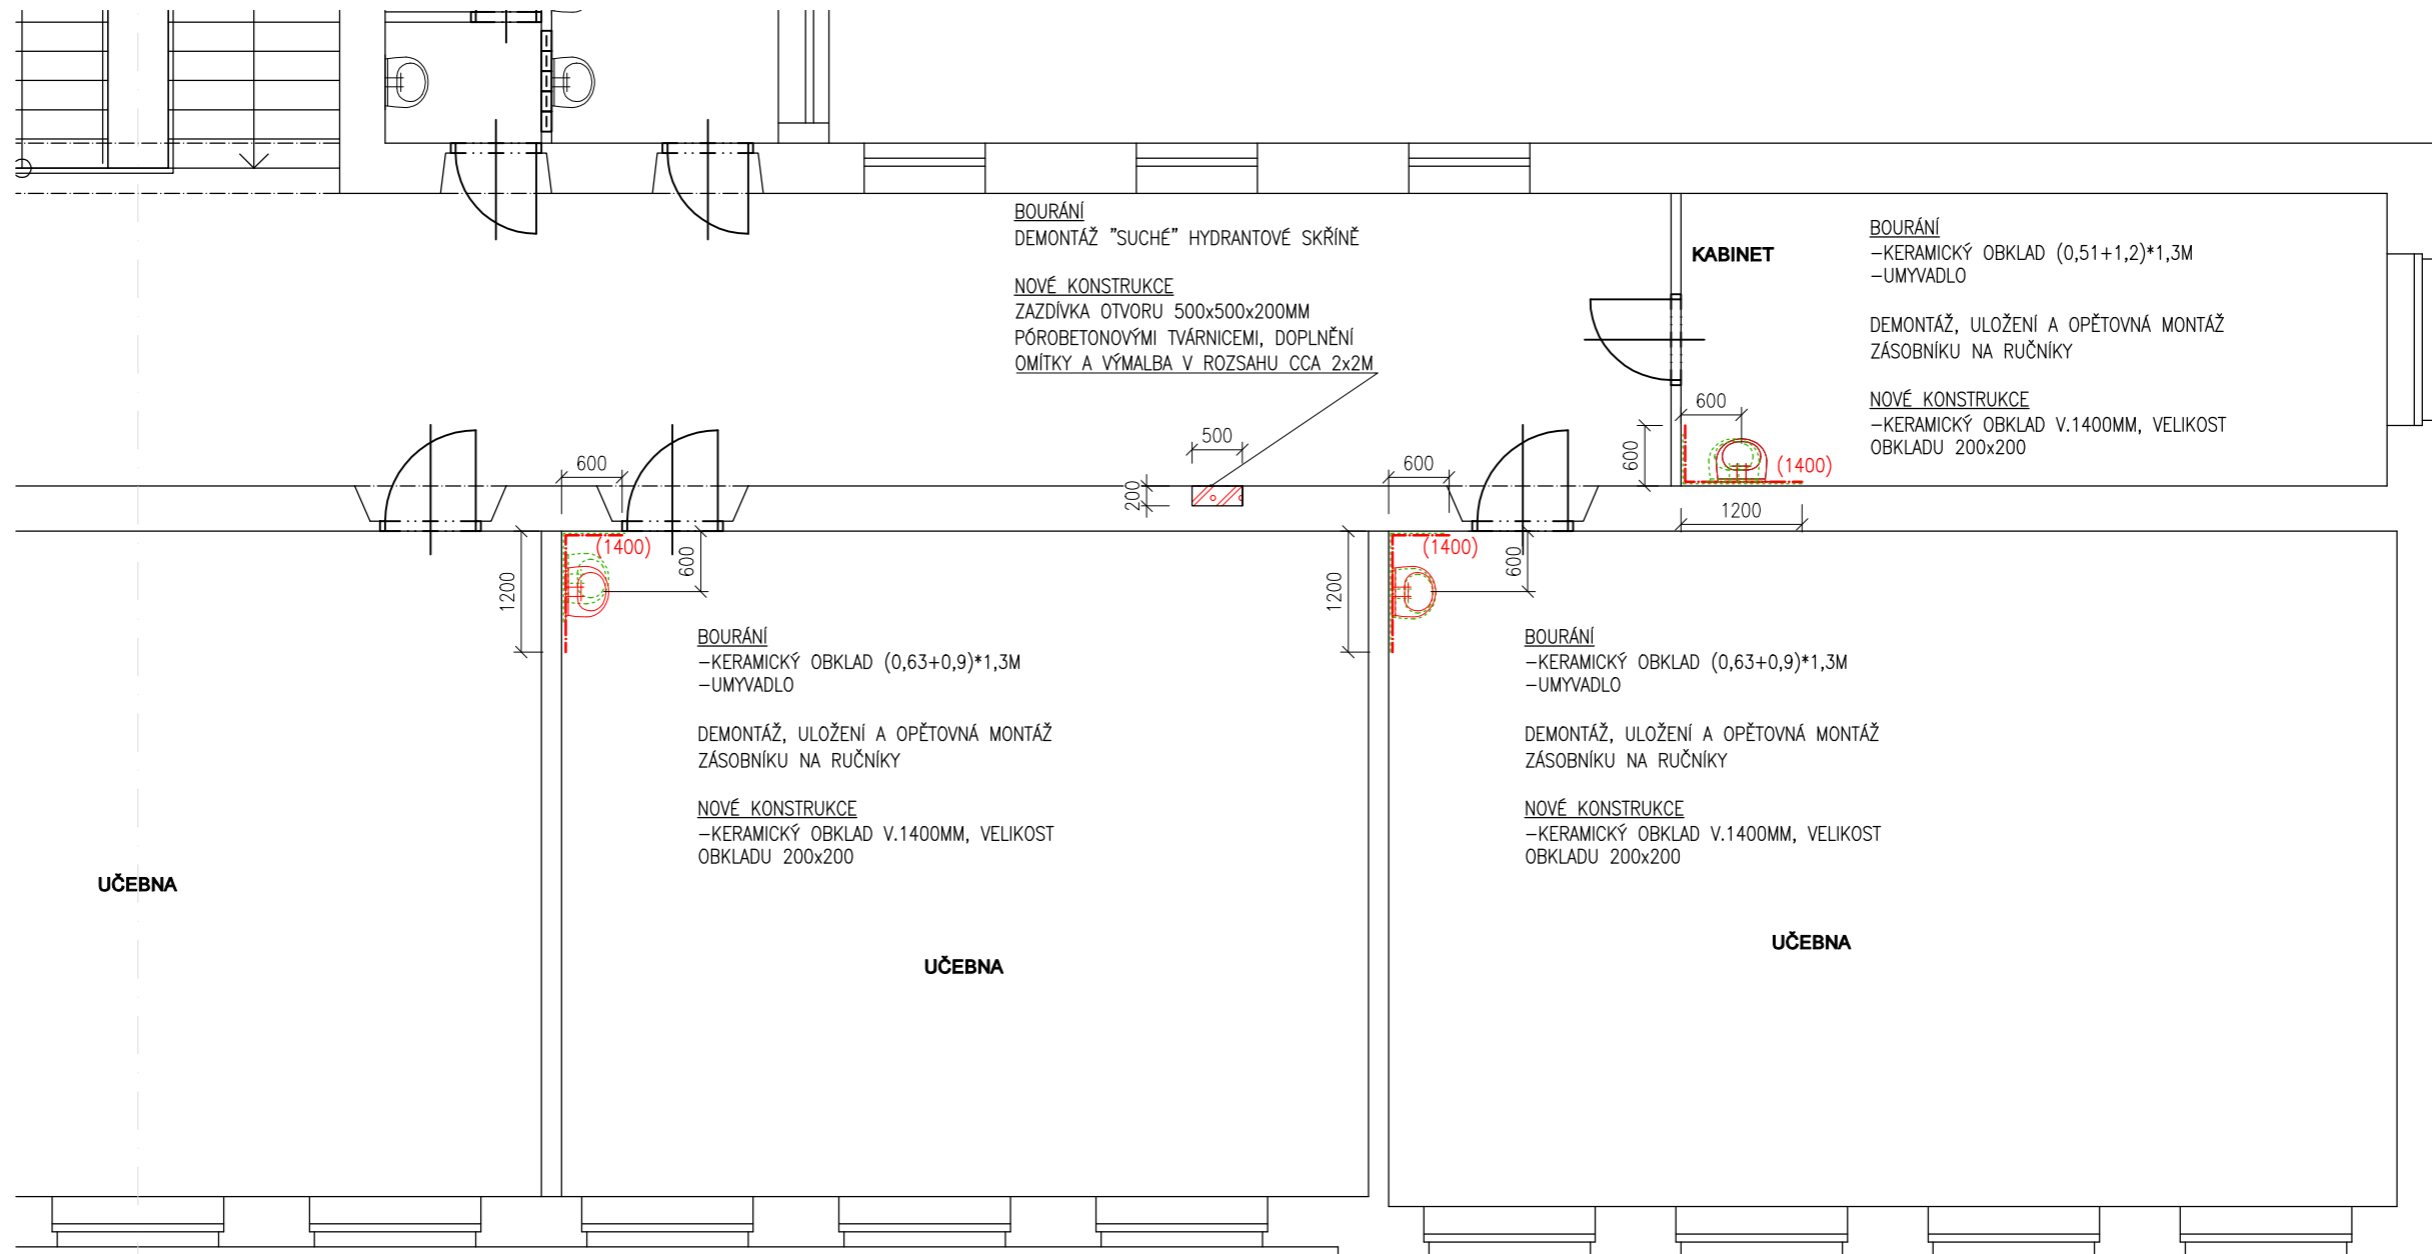 BOURÁNÍ
DEMONTÁŽ "SUCHÉ" HYDRANTOVÉ SKŘÍNĚ
NOVÉ KONSTRUKCE
ZAZDÍVKA OTVORU 500x500x200MM
PÓROBETONOVÝMI TVÁRNICEMI, DOPLNĚNÍ
OMÍTKY A VÝMALBA V ROZSAHU CCA 2x2M
KABINET
BOURÁNÍ
-KERAMICKÝ OBKLAD (0,51+1,2)*1,3M
-UMYVADLO
DEMONTÁŽ, ULOŽENÍ A OPĚTOVNÁ MONTÁŽ
ZÁSOBNÍKU NA RUČNÍKY
NOVÉ KONSTRUKCE
-KERAMICKÝ OBKLAD V.1400MM, VELIKOST
OBKLADU 200x200
600
600
(1400)
1200
500
200
600
600
(1400)
600
1200
(1400)
600
1200
BOURÁNÍ
-KERAMICKÝ OBKLAD (0,63+0,9)*1,3M
-UMYVADLO
DEMONTÁŽ, ULOŽENÍ A OPĚTOVNÁ MONTÁŽ
ZÁSOBNÍKU NA RUČNÍKY
NOVÉ KONSTRUKCE
-KERAMICKÝ OBKLAD V.1400MM, VELIKOST
OBKLADU 200x200
BOURÁNÍ
-KERAMICKÝ OBKLAD (0,63+0,9)*1,3M
-UMYVADLO
DEMONTÁŽ, ULOŽENÍ A OPĚTOVNÁ MONTÁŽ
ZÁSOBNÍKU NA RUČNÍKY
NOVÉ KONSTRUKCE
-KERAMICKÝ OBKLAD V.1400MM, VELIKOST
OBKLADU 200x200
UČEBNA
UČEBNA
UČEBNA